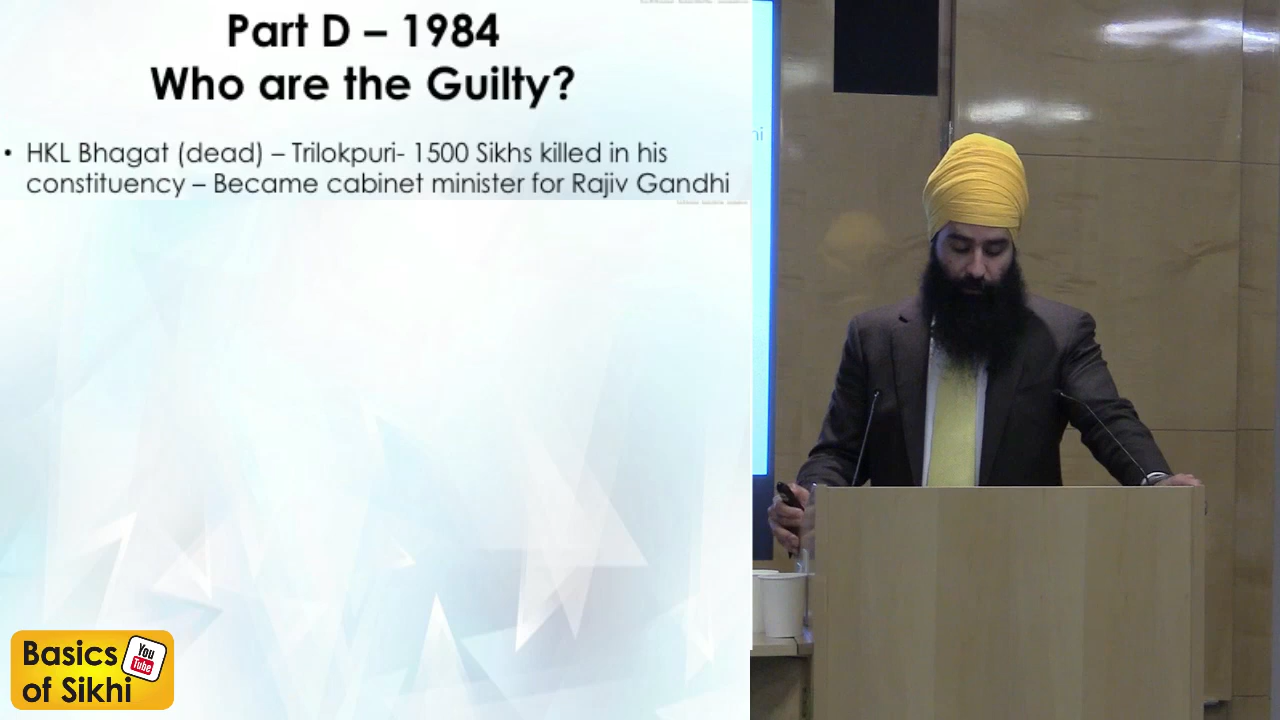 Part D – 1984
Who are the Guilty?
• HKL Bhagat (dead) – Trilokpuri- 1500 Sikhs killed in his
constituency – Became cabinet minister for Rajiv Gandhi
hi
Basics
of Sikhi
You
Tube